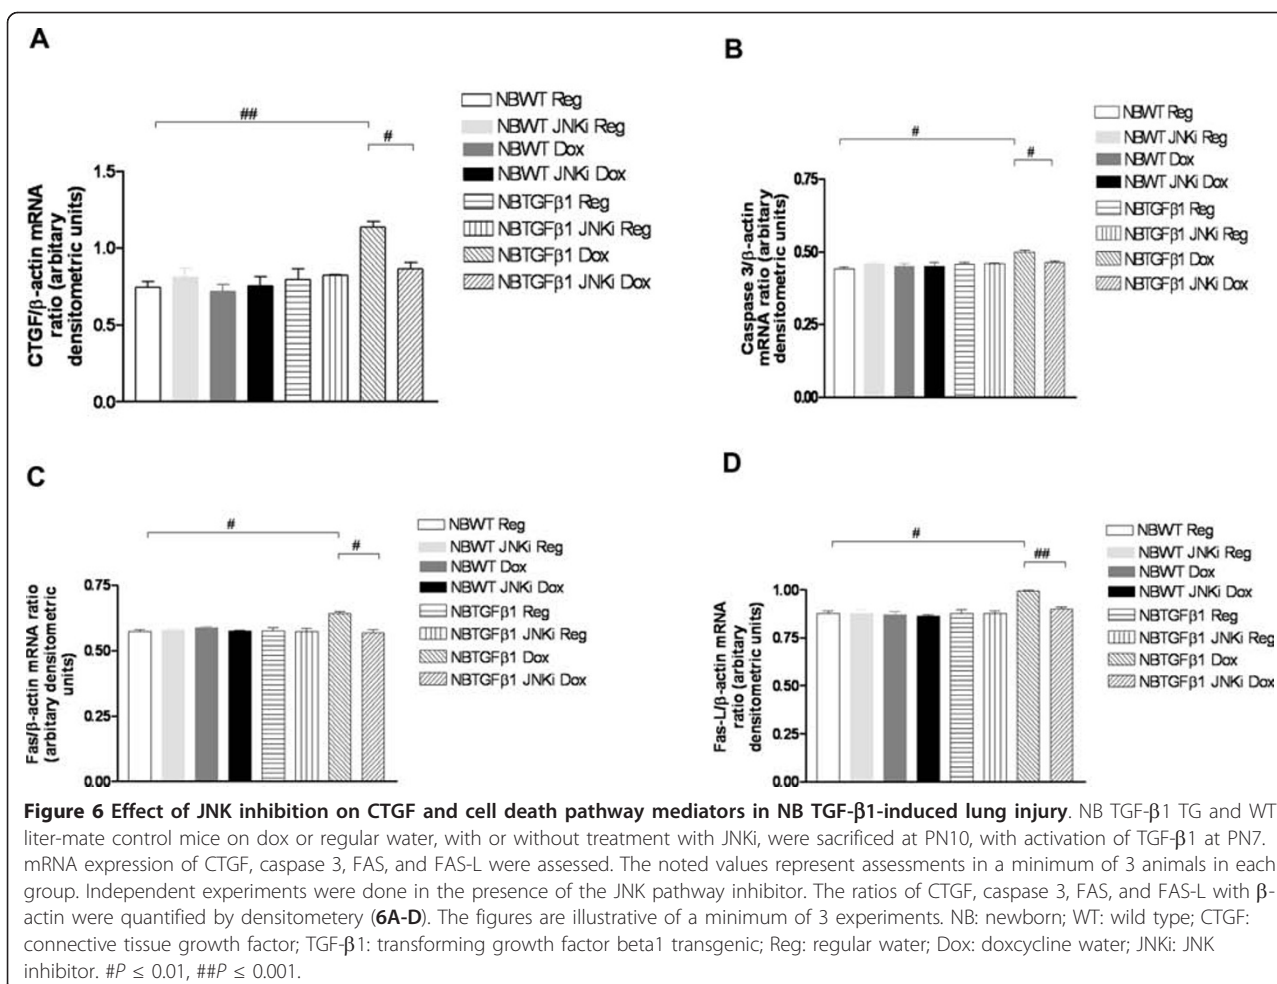 A
##
#
1.5
1.0
0.5
0.0
CTGF/β-actin mRNA
ratio (arbitary
densitometric units)
NBWT Reg
NBWT JNKi Reg
NBWT Dox
NBWT JNKi Dox
NBTGFβ1 Reg
NBTGFβ1 JNKi Reg
NBTGFβ1 Dox
NBTGFβ1 JNKi Dox
B
#
#
0.75
0.50
0.25
0.00
Caspase 3/β-actin
mRNA ratio (arbitary
densitometric units)
NBWT Reg
NBWT JNKi Reg
NBWT Dox
NBWT JNKi Dox
NBTGFβ1 Reg
NBTGFβ1 JNKi Reg
NBTGFβ1 Dox
NBTGFβ1 JNKi Dox
C
#
#
0.75
0.50
0.25
0.00
Fas/β-actin mRNA ratio
(arbitary densitometric
units)
NBWT Reg
NBWT JNKi Reg
NBWT Dox
NBWT JNKi Dox
NBTGFβ1 Reg
NBTGFβ1 JNKi Reg
NBTGFβ1 Dox
NBTGFβ1 JNKi Dox
D
#
##
1.00
0.75
0.50
0.25
0.00
Fas-L/β-actin mRNA
ratio (arbitary
densitometric units)
NBWT Reg
NBWT JNKi Reg
NBWT Dox
NBWT JNKi Dox
NBTGFβ1 Reg
NBTGFβ1 JNKi Reg
NBTGFβ1 Dox
NBTGFβ1 JNKi Dox
Figure 6 Effect of JNK inhibition on CTGF and cell death pathway mediators in NB TGF-β1-induced lung injury. NB TGF-β1 TG and WT
liter-mate control mice on dox or regular water, with or without treatment with JNKi, were sacrificed at PN10, with activation of TGF-β1 at PN7.
mRNA expression of CTGF, caspase 3, FAS, and FAS-L were assessed. The noted values represent assessments in a minimum of 3 animals in each
group. Independent experiments were done in the presence of the JNK pathway inhibitor. The ratios of CTGF, caspase 3, FAS, and FAS-L with β-
actin were quantified by densitometery (6A-D). The figures are illustrative of a minimum of 3 experiments. NB: newborn; WT: wild type; CTGF:
connective tissue growth factor; TGF-β1: transforming growth factor beta1 transgenic; Reg: regular water; Dox: doxcycline water; JNKi: JNK
inhibitor. #P ≤ 0.01, ##P ≤ 0.001.